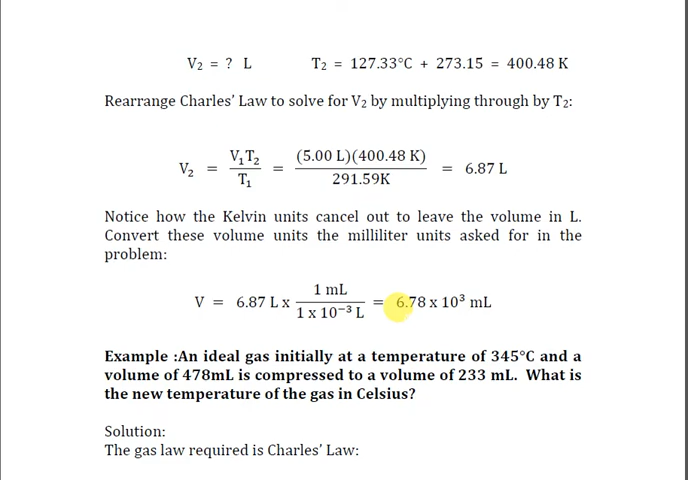 V₂ = ? L T₂ = 127.33°C + 273.15 = 400.48 K
Rearrange Charles' Law to solve for V₂ by multiplying through by T₂:
V₂ = V₁T₂ / T₁ = (5.00 L)(400.48 K) / 291.59K = 6.87 L
Notice how the Kelvin units cancel out to leave the volume in L.
Convert these volume units the milliliter units asked for in the
problem:
V = 6.87 L x 1 mL / 1 x 10⁻³ L = 6.78 x 10³ mL
Example :An ideal gas initially at a temperature of 345°C and a
volume of 478mL is compressed to a volume of 233 mL. What is
the new temperature of the gas in Celsius?
Solution:
The gas law required is Charles' Law: